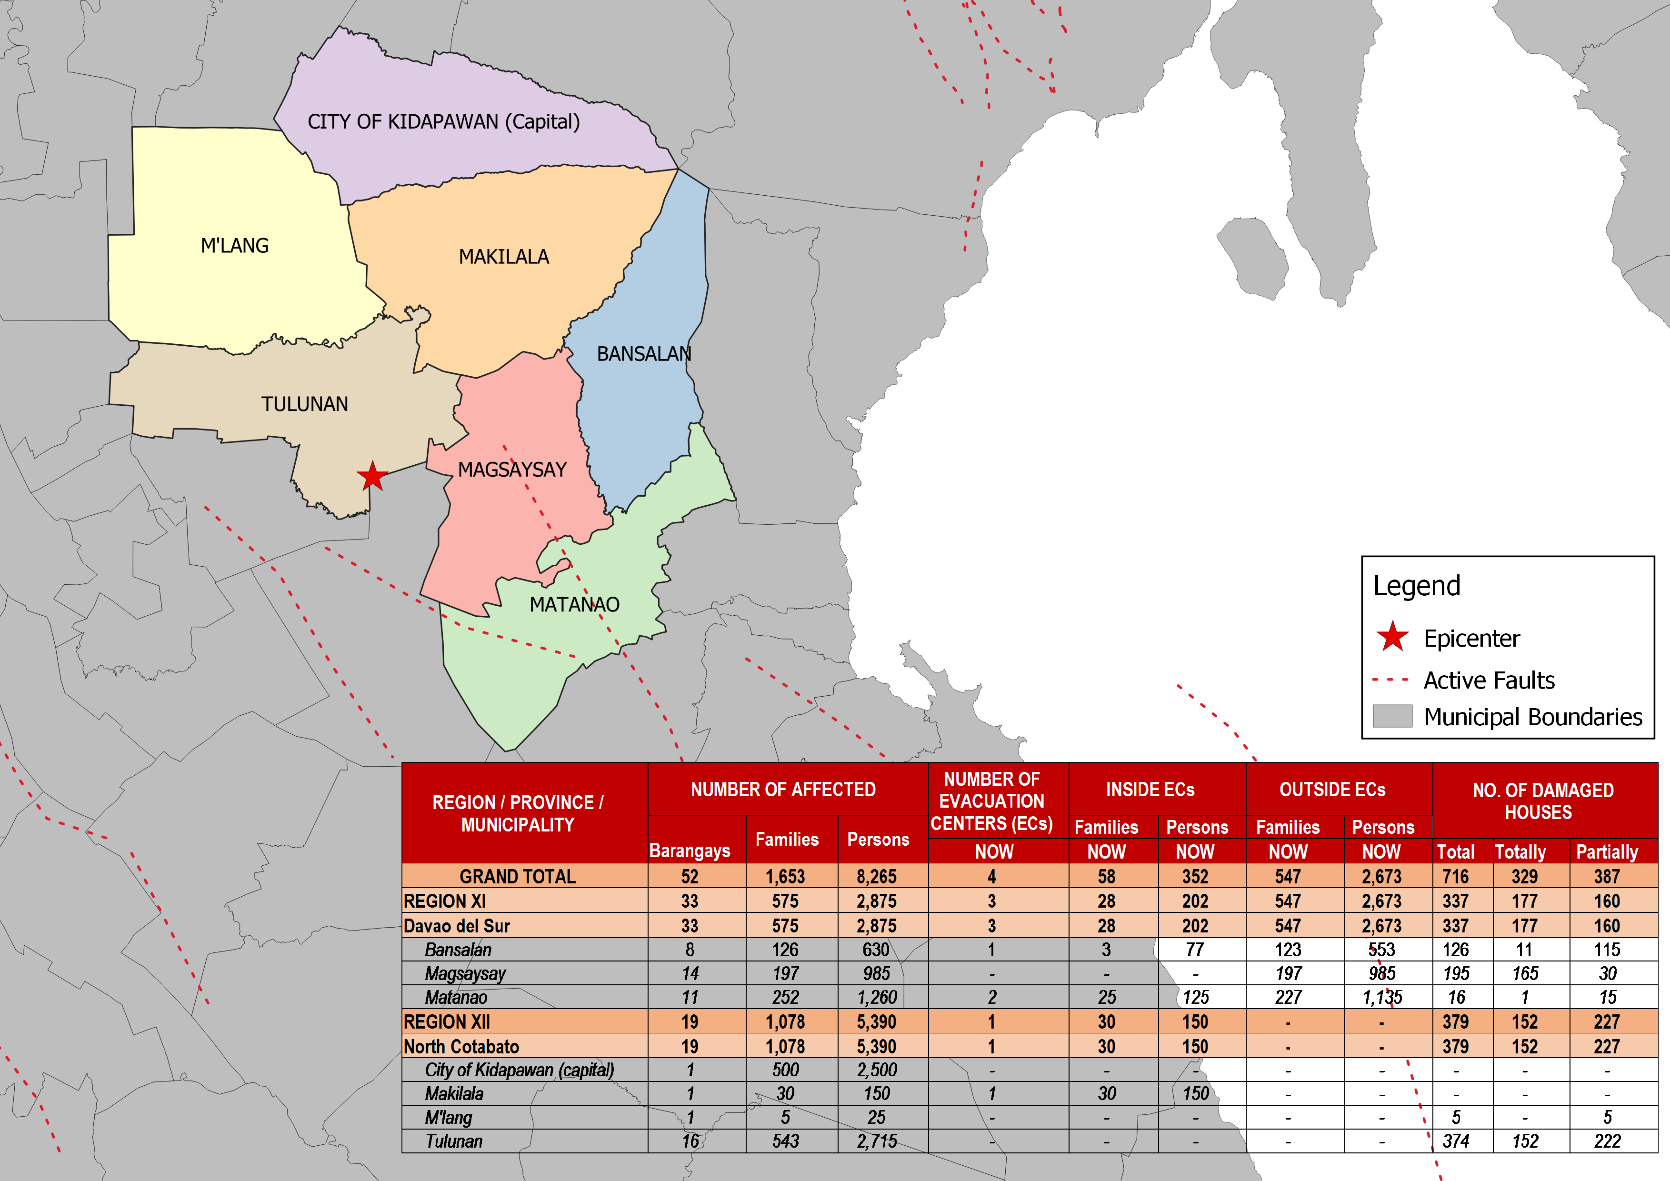 CITY OF KIDAPAWAN (Capital)
M'LANG
MAKILALA
BANSALAN
TULUNAN
MAGSAYSAY
MATANAO
Legend
Epicenter
Active Faults
Municipal Boundaries
REGION / PROVINCE / MUNICIPALITY NUMBER OF AFFECTED NUMBER OF EVACUATION CENTERS (ECs) INSIDE ECs OUTSIDE ECs NO. OF DAMAGED HOUSES
Barangays Families Persons Families Persons Families Persons
NOW NOW NOW NOW NOW Total Totally Partially
GRAND TOTAL 52 1,653 8,265 4 58 352 547 2,673 716 329 387
REGION XI 33 575 2,875 3 28 202 547 2,673 337 177 160
Davao del Sur 33 575 2,875 3 28 202 547 2,673 337 177 160
Bansalan 8 126 630 1 3 77 123 553 126 11 115
Magsaysay 14 197 985 - - - 197 985 195 165 30
Matanao 11 252 1,260 2 25 125 227 1,135 16 1 15
REGION XII 19 1,078 5,390 1 30 150 - - 379 152 227
North Cotabato 19 1,078 5,390 1 30 150 - - 379 152 227
City of Kidapawan (capital) 1 500 2,500 - - - - - - - -
Makilala 1 30 150 1 30 150 - - - - -
M'lang 1 5 25 - - - - - 5 - 5
Tulunan 16 543 2,715 - - - - - 374 152 222